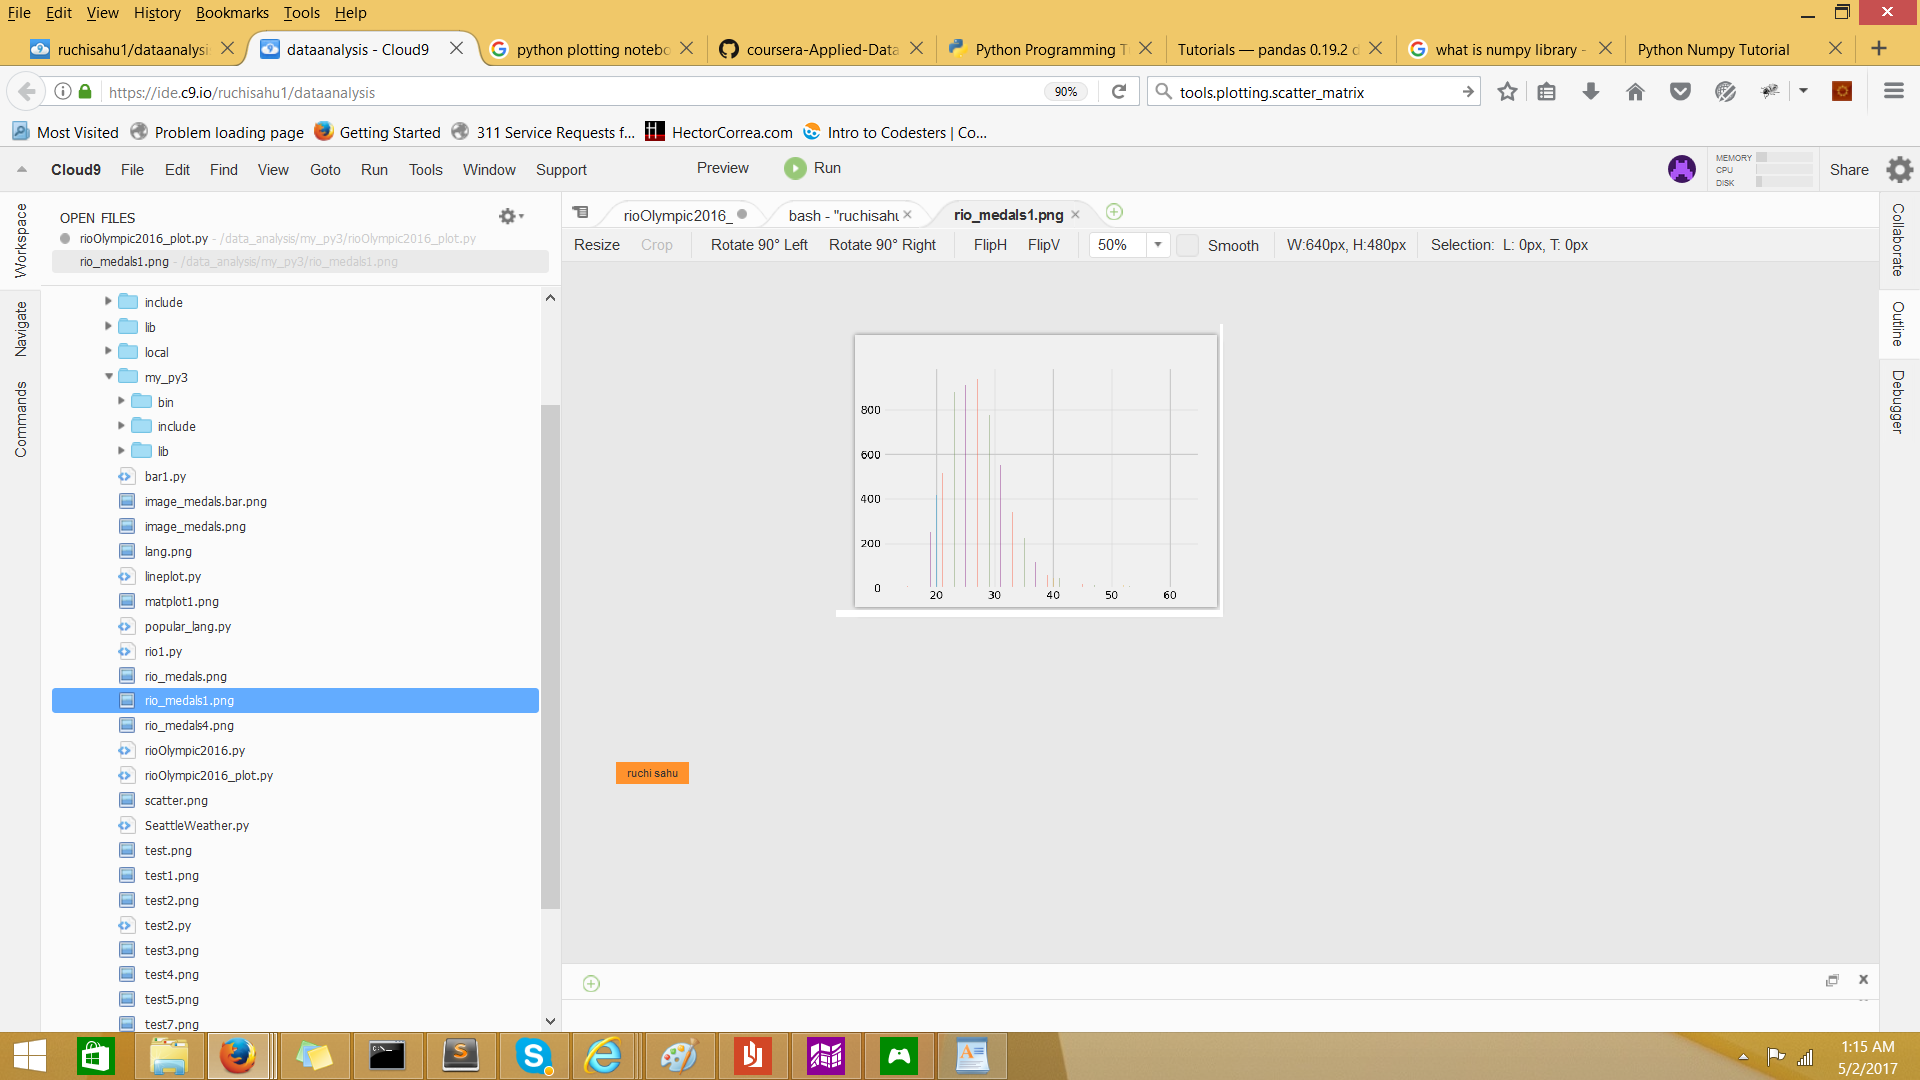 File Edit View History Bookmarks Tools Help
ruchisahu1/dataanalysis
dataanalysis - Cloud9
python plotting notebo
coursera-Applied-Data
Python Programming T
Tutorials — pandas 0.19.2 d
what is numpy library -
Python Numpy Tutorial
https://ide.c9.io/ruchisahu1/dataanalysis
90%
tools.plotting.scatter_matrix
Most Visited
Problem loading page
Getting Started
311 Service Requests f...
HectorCorrea.com
Intro to Codesters | Co...
Cloud9 File Edit Find View Goto Run Tools Window Support
Preview
Run
MEMORY
CPU
DISK
Share
Workspace
Navigate
Commands
OPEN FILES
rioOlympic2016_plot.py - /data_analysis/my_py3/rioOlympic2016_plot.py
rio_medals1.png - /data_analysis/my_py3/rio_medals1.png
include
lib
local
my_py3
bin
include
lib
bar1.py
image_medals.bar.png
image_medals.png
lang.png
lineplot.py
matplot1.png
popular_lang.py
rio1.py
rio_medals.png
rio_medals1.png
rio_medals4.png
rioOlympic2016.py
rioOlympic2016_plot.py
scatter.png
SeattleWeather.py
test.png
test1.png
test2.png
test2.py
test3.png
test4.png
test5.png
test7.png
rioOlympic2016_
bash - "ruchisahu
rio_medals1.png
Resize Crop Rotate 90° Left Rotate 90° Right FlipH FlipV 50% Smooth W:640px, H:480px Selection: L: 0px, T: 0px
800
600
400
200
0
20 30 40 50 60
ruchi sahu
Collaborate
Outline
Debugger
1:15 AM
5/2/2017